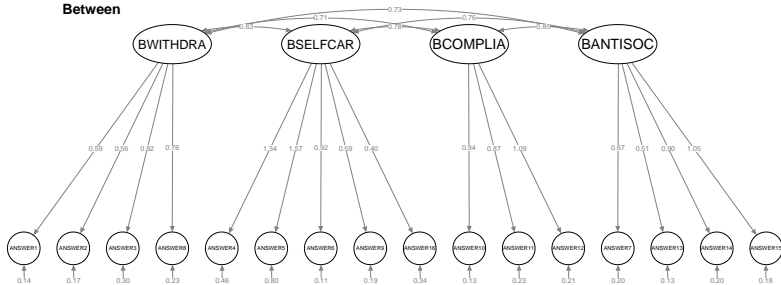 Between
0.73
0.71 0.76
0.83 0.78 0.85
BWITHDRA BSELFCAR BCOMPLIA BANTISOC
0.59 0.56 0.82 0.76 1.34 1.57 0.92 0.59 0.40 0.94 0.87 1.09 0.67 0.51 0.90 1.05
ANSWER1 ANSWER2 ANSWER3 ANSWER8 ANSWER4 ANSWER5 ANSWER6 ANSWER9 ANSWER16 ANSWER10 ANSWER11 ANSWER12 ANSWER7 ANSWER13 ANSWER14 ANSWER15
0.14 0.17 0.30 0.23 0.46 0.80 0.11 0.19 0.34 0.13 0.23 0.21 0.20 0.13 0.20 0.18